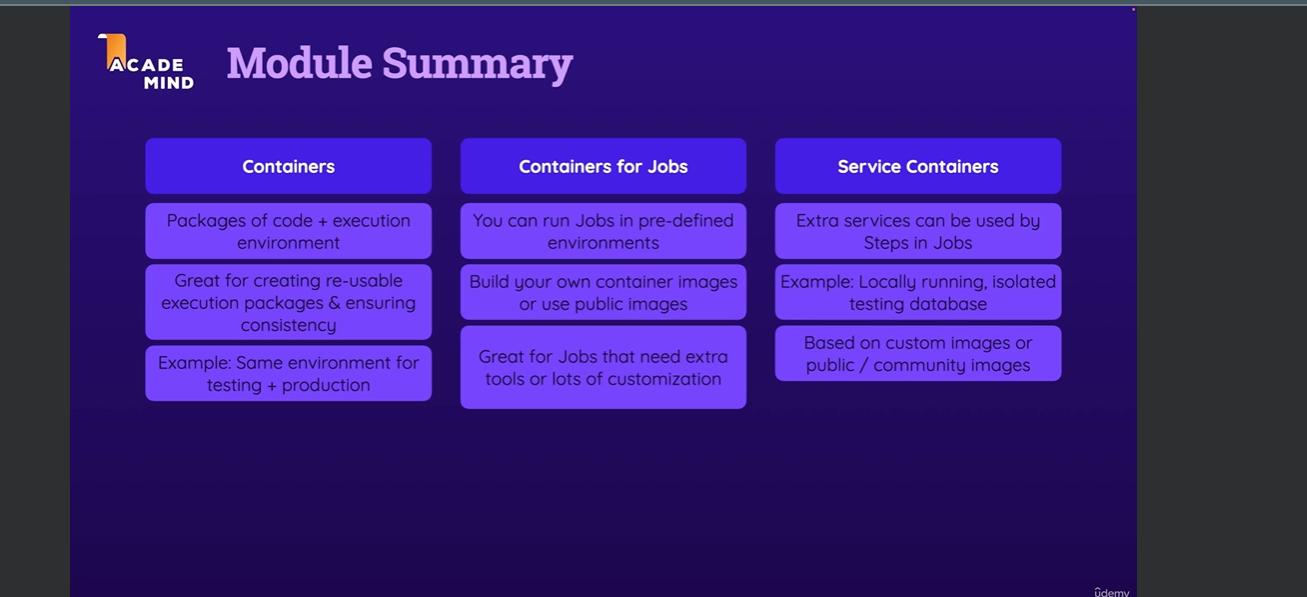 ACADE
MIND
Module Summary
Containers
Packages of code + execution
environment
Great for creating re-usable
execution packages & ensuring
consistency
Example: Same environment for
testing + production
Containers for Jobs
You can run Jobs in pre-defined
environments
Build your own container images
or use public images
Great for Jobs that need extra
tools or lots of customization
Service Containers
Extra services can be used by
Steps in Jobs
Example: Locally running, isolated
testing database
Based on custom images or
public / community images
udemy